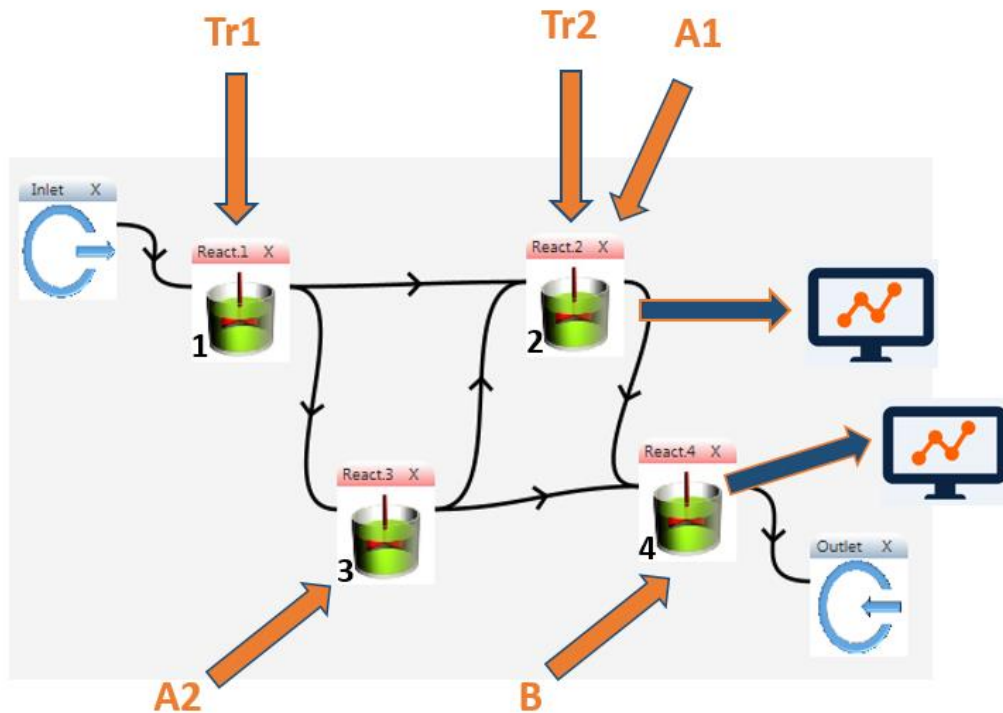 Tr1
Tr2
A1
Inlet X
React.1 X
React.2 X
1
2
React.3 X
React.4 X
3
4
Outlet X
A2
B